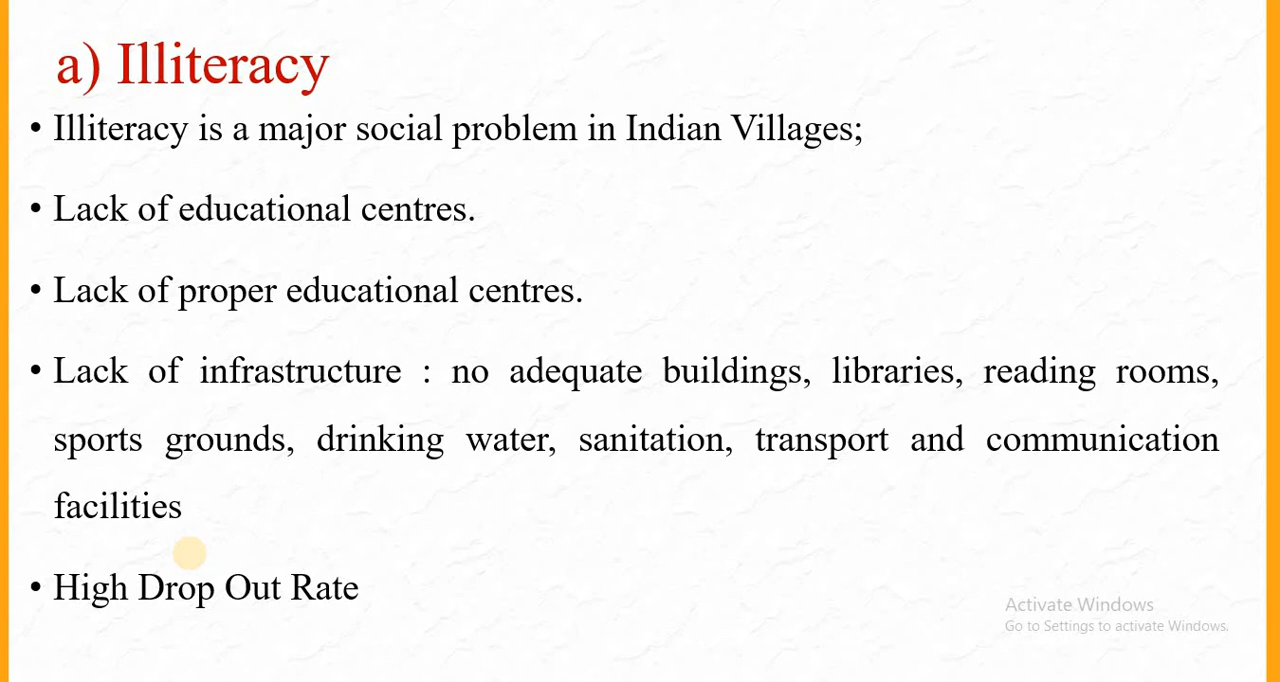 a) Illiteracy
• Illiteracy is a major social problem in Indian Villages;
• Lack of educational centres.
• Lack of proper educational centres.
• Lack of infrastructure : no adequate buildings, libraries, reading rooms,
sports grounds, drinking water, sanitation, transport and communication
facilities
• High Drop Out Rate
Activate Windows
Go to Settings to activate Windows.